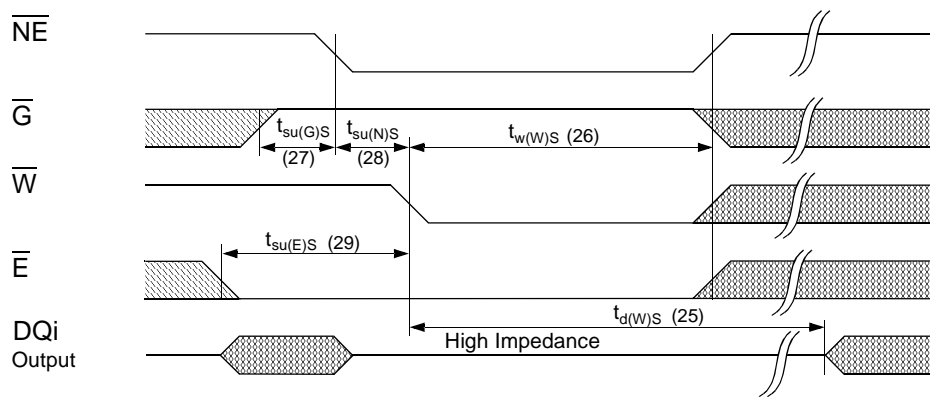 NE
G
tsu(G)S tsu(N)S tw(W)S (26)
(27) (28)
W
tsu(E)S (29)
E
td(W)S (25)
DQi
High Impedance
Output